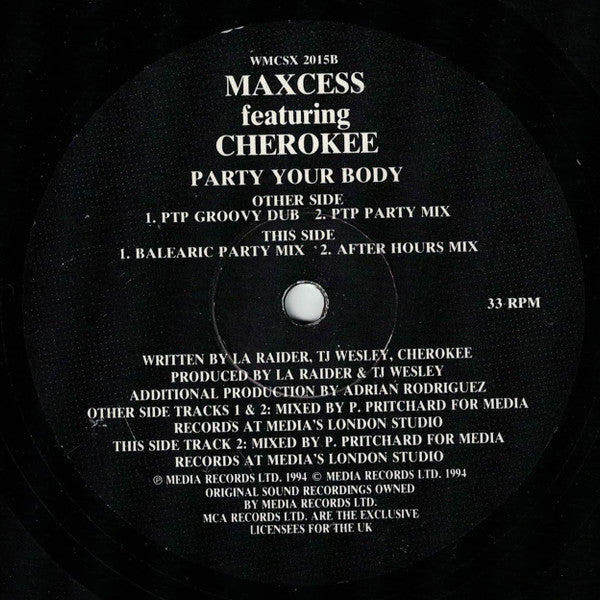 WMCSX 2015B
MAXCESS
featuring
CHEROKEE
PARTY YOUR BODY
OTHER SIDE
1. PTP GROOVY DUB 2. PTP PARTY MIX
THIS SIDE
1. BALEARIC PARTY MIX 2. AFTER HOURS MIX
33 RPM
WRITTEN BY LA RAIDER, TJ WESLEY, CHEROKEE
PRODUCED BY LA RAIDER & TJ WESLEY
ADDITIONAL PRODUCTION BY ADRIAN RODRIGUEZ
OTHER SIDE TRACKS 1 & 2: MIXED BY P. PRITCHARD FOR MEDIA
RECORDS AT MEDIA'S LONDON STUDIO
THIS SIDE TRACK 2: MIXED BY P. PRITCHARD FOR MEDIA
RECORDS AT MEDIA'S LONDON STUDIO
℗ MEDIA RECORDS LTD. 1994 © MEDIA RECORDS LTD. 1994
ORIGINAL SOUND RECORDINGS OWNED
BY MEDIA RECORDS LTD.
MCA RECORDS LTD. ARE THE EXCLUSIVE
LICENSEES FOR THE UK